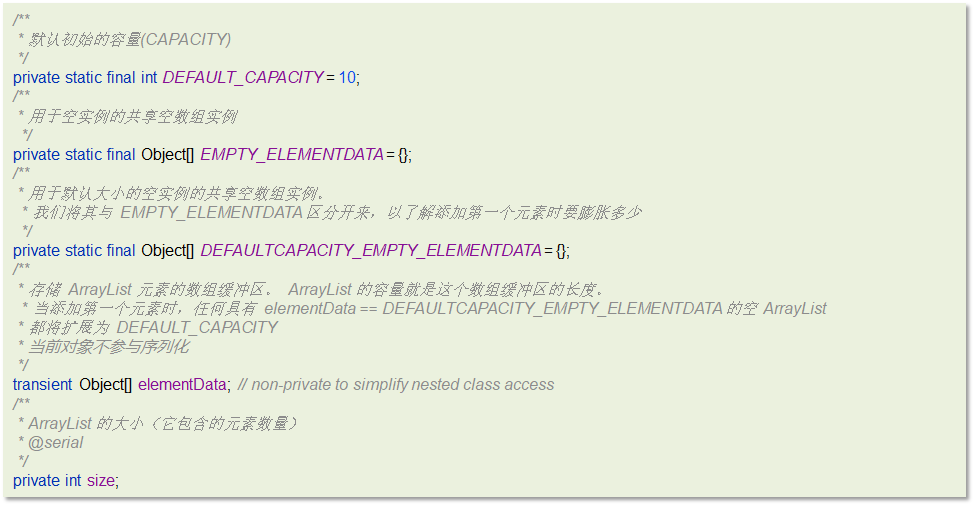 /**
* 默认初始的容量(CAPACITY)
*/
private static final int DEFAULT_CAPACITY = 10;
/**
* 用于空实例的共享空数组实例
*/
private static final Object[] EMPTY_ELEMENTDATA = {};
/**
* 用于默认大小的空实例的共享空数组实例。
* 我们将其与 EMPTY_ELEMENTDATA 区分开来，以了解添加第一个元素时要膨胀多少
*/
private static final Object[] DEFAULTCAPACITY_EMPTY_ELEMENTDATA = {};
/**
* 存储 ArrayList 元素的数组缓冲区。 ArrayList 的容量就是这个数组缓冲区的长度。
* 当添加第一个元素时，任何具有 elementData == DEFAULTCAPACITY_EMPTY_ELEMENTDATA 的空 ArrayList
* 都将扩展为 DEFAULT_CAPACITY
* 当前对象不参与序列化
*/
transient Object[] elementData; // non-private to simplify nested class access
/**
* ArrayList 的大小（它包含的元素数量）
* @serial
*/
private int size;